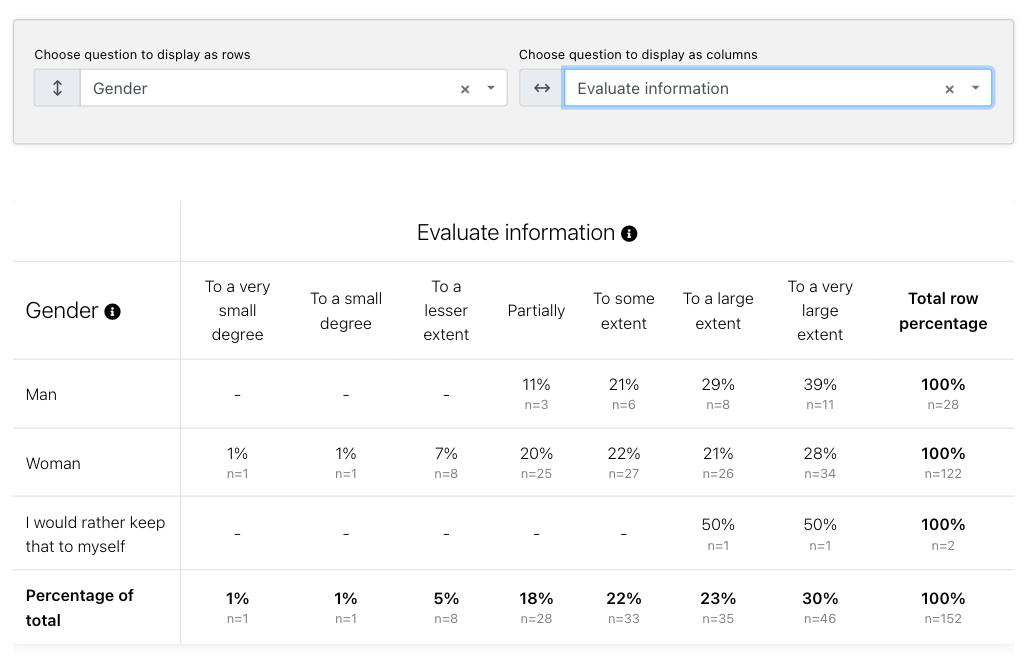 Choose question to display as rows
Choose question to display as columns
Gender
Evaluate information
Evaluate information
Gender
To a very small degree
To a small degree
To a lesser extent
Partially
To some extent
To a large extent
To a very large extent
Total row percentage
Man
-
-
-
11%
n=3
21%
n=6
29%
n=8
39%
n=11
100%
n=28
Woman
1%
n=1
1%
n=1
7%
n=8
20%
n=25
22%
n=27
21%
n=26
28%
n=34
100%
n=122
I would rather keep that to myself
-
-
-
-
-
50%
n=1
50%
n=1
100%
n=2
Percentage of total
1%
n=1
1%
n=1
5%
n=8
18%
n=28
22%
n=33
23%
n=35
30%
n=46
100%
n=152